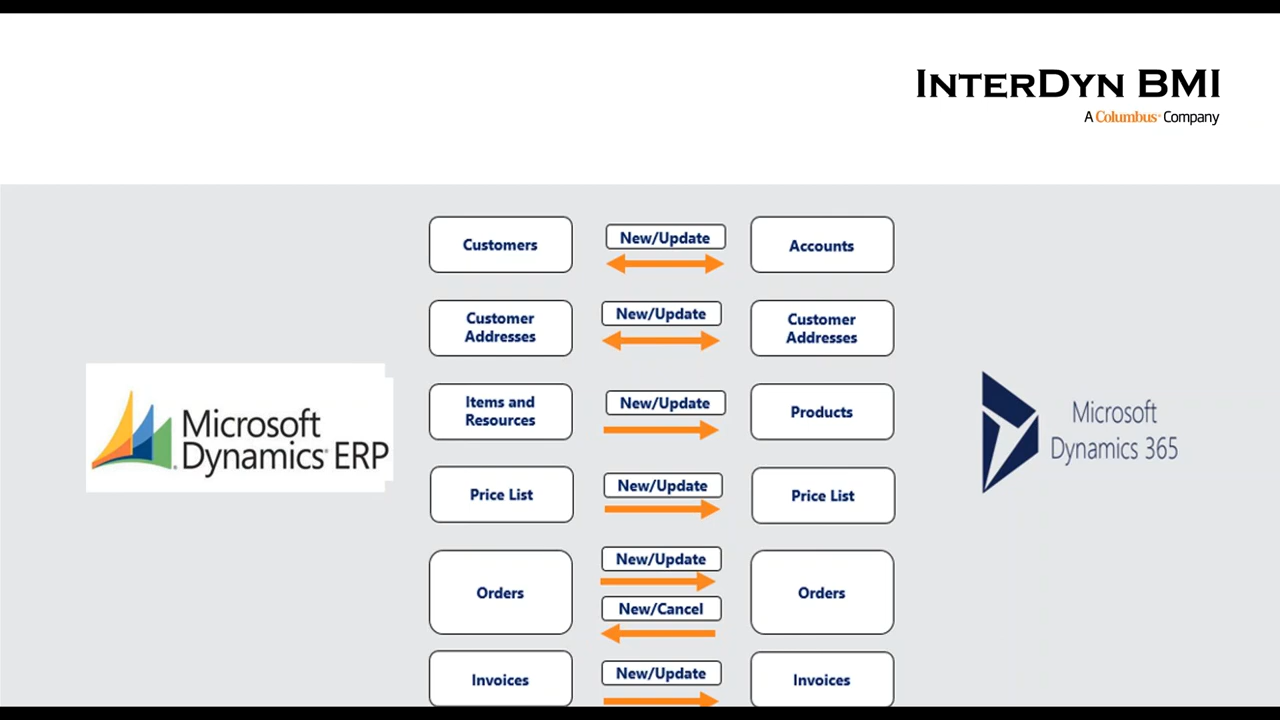 INTERDYN BMI
A Columbus® Company
Customers
New/Update
Accounts
Customer
Addresses
New/Update
Customer
Addresses
Items and
Resources
New/Update
Products
Microsoft
Dynamics® ERP
Microsoft
Dynamics 365
Price List
New/Update
Price List
Orders
New/Update
New/Cancel
Orders
Invoices
New/Update
Invoices